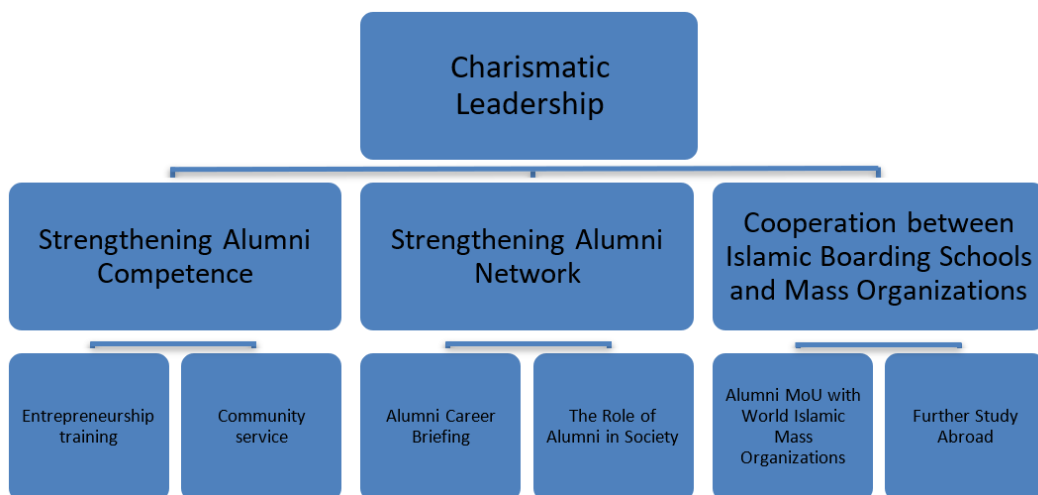 Charismatic
Leadership
Strengthening Alumni
Competence
Strengthening Alumni
Network
Cooperation between
Islamic Boarding Schools
and Mass Organizations
Entrepreneurship
training
Community
service
Alumni Career
Briefing
The Role of
Alumni in Society
Alumni MoU with
World Islamic
Mass
Organizations
Further Study
Abroad